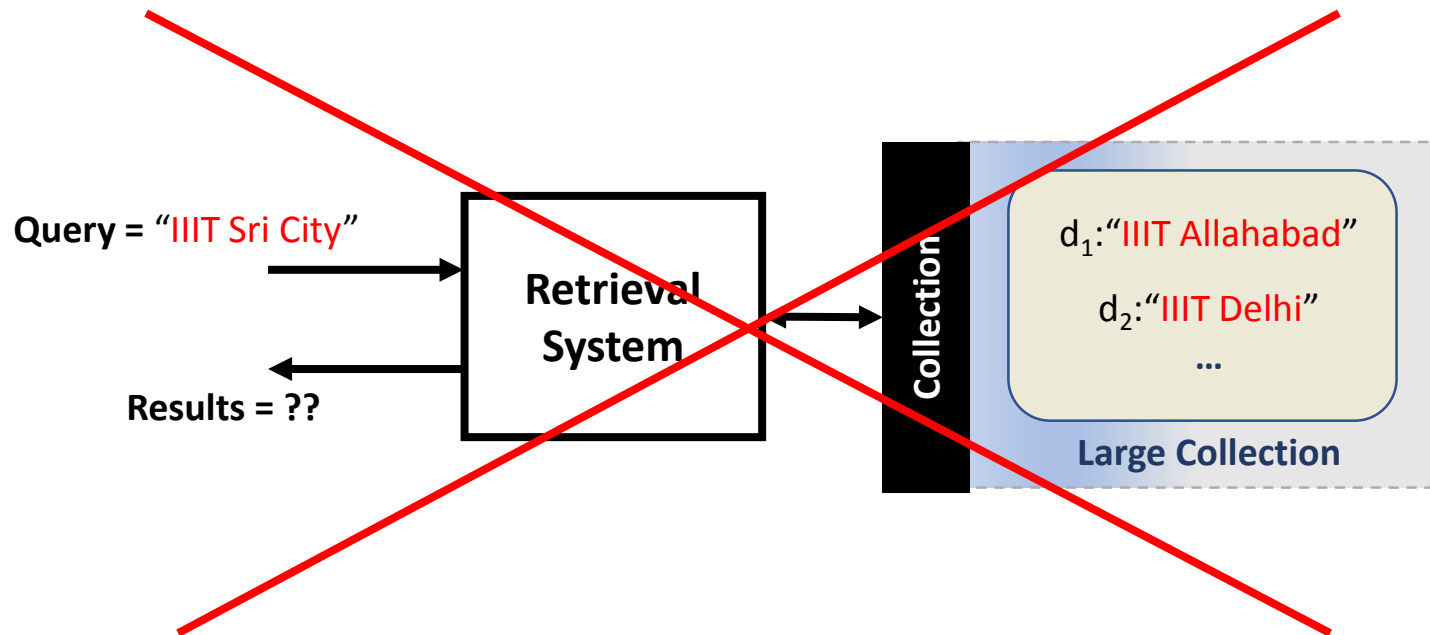 Query = “IIIT Sri City”
Results = ??
Retrieval
System
Collection
d₁:“IIIT Allahabad”
d₂:“IIIT Delhi”
...
Large Collection